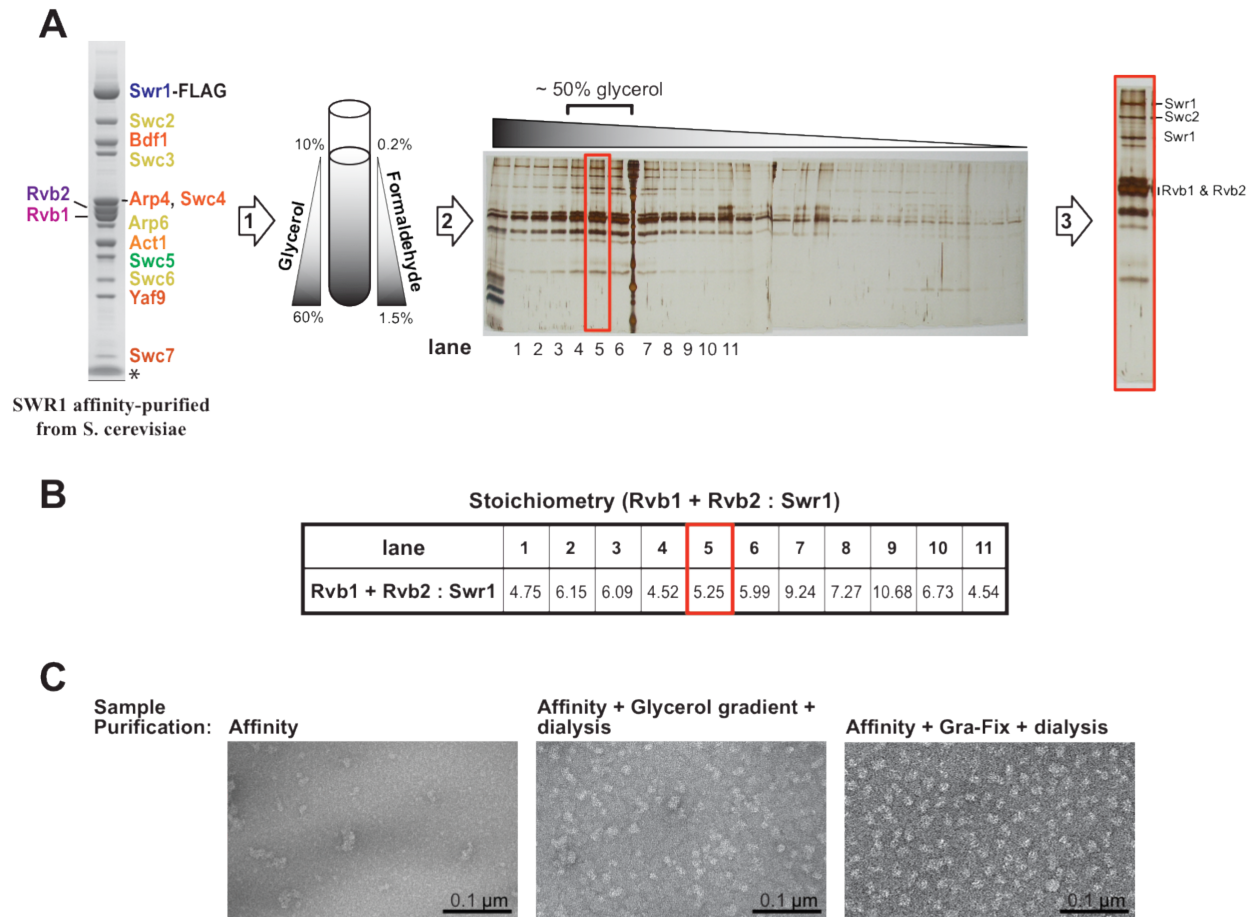 A
Swr1-FLAG
Swc2
Bdf1
Swc3
Rvb2
Arp4, Swc4
Rvb1
Arp6
Act1
Swc5
Swc6
Yaf9
Swc7
*
SWR1 affinity-purified
from S. cerevisiae
1
10%
0.2%
Glycerol
Formaldehyde
60%
1.5%
2
~ 50% glycerol
lane 1 2 3 4 5 6 7 8 9 10 11
3
Swr1
Swc2
Swr1
Rvb1 & Rvb2
B
Stoichiometry (Rvb1 + Rvb2 : Swr1)
lane 1 2 3 4 5 6 7 8 9 10 11
Rvb1 + Rvb2 : Swr1 4.75 6.15 6.09 4.52 5.25 5.99 9.24 7.27 10.68 6.73 4.54
C
Sample
Purification:
Affinity
Affinity + Glycerol gradient +
dialysis
Affinity + Gra-Fix + dialysis
0.1 µm
0.1 µm
0.1 µm